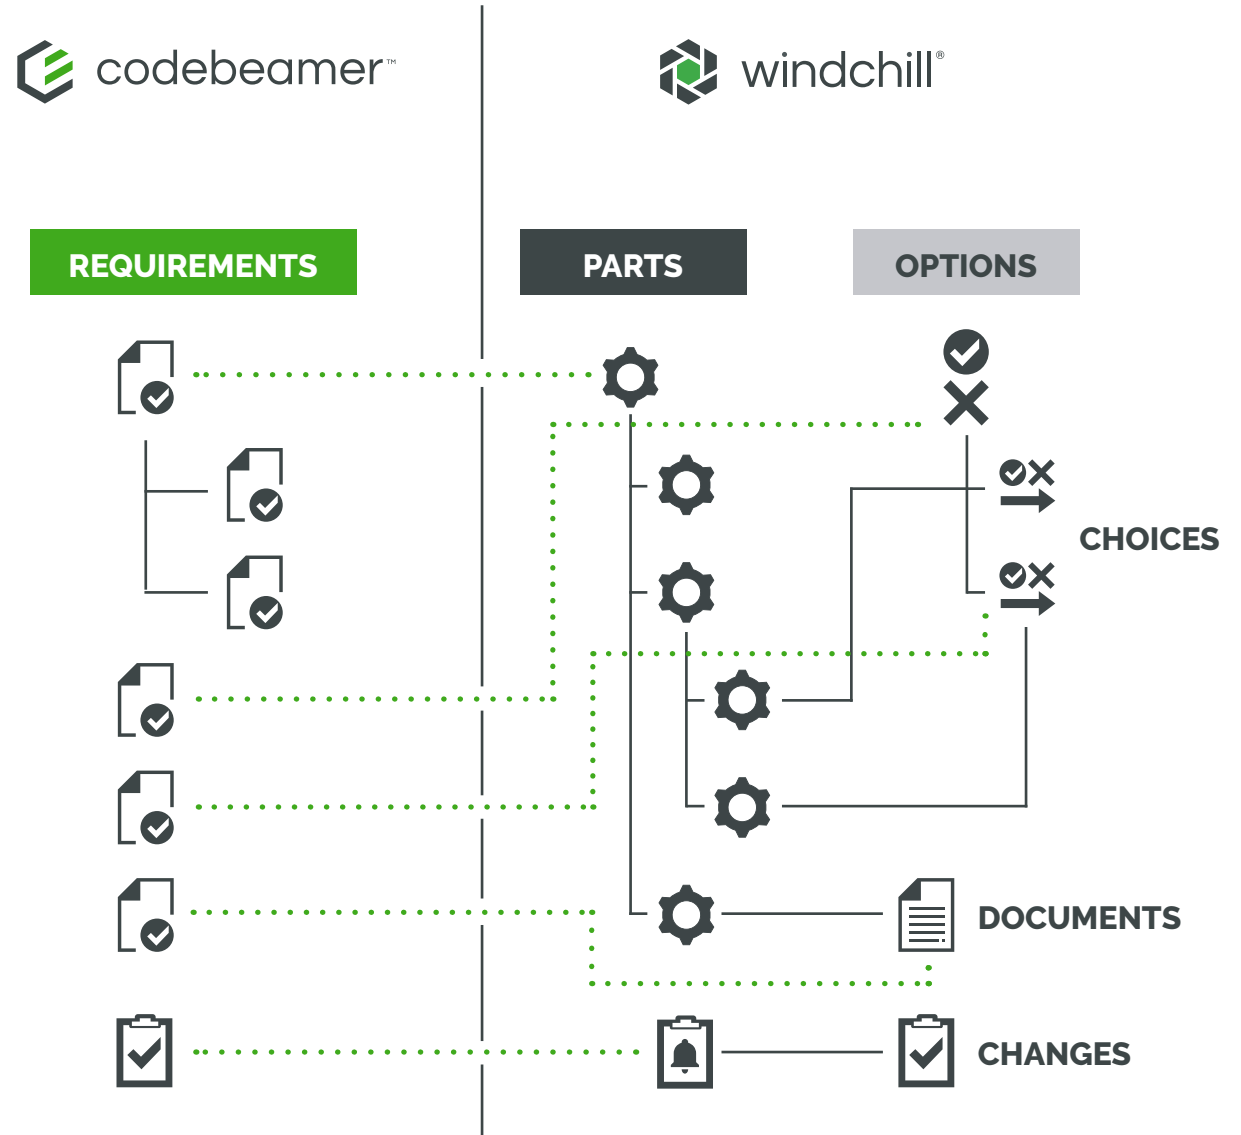 codebeamer™
windchill®
REQUIREMENTS
PARTS
OPTIONS
CHOICES
DOCUMENTS
CHANGES